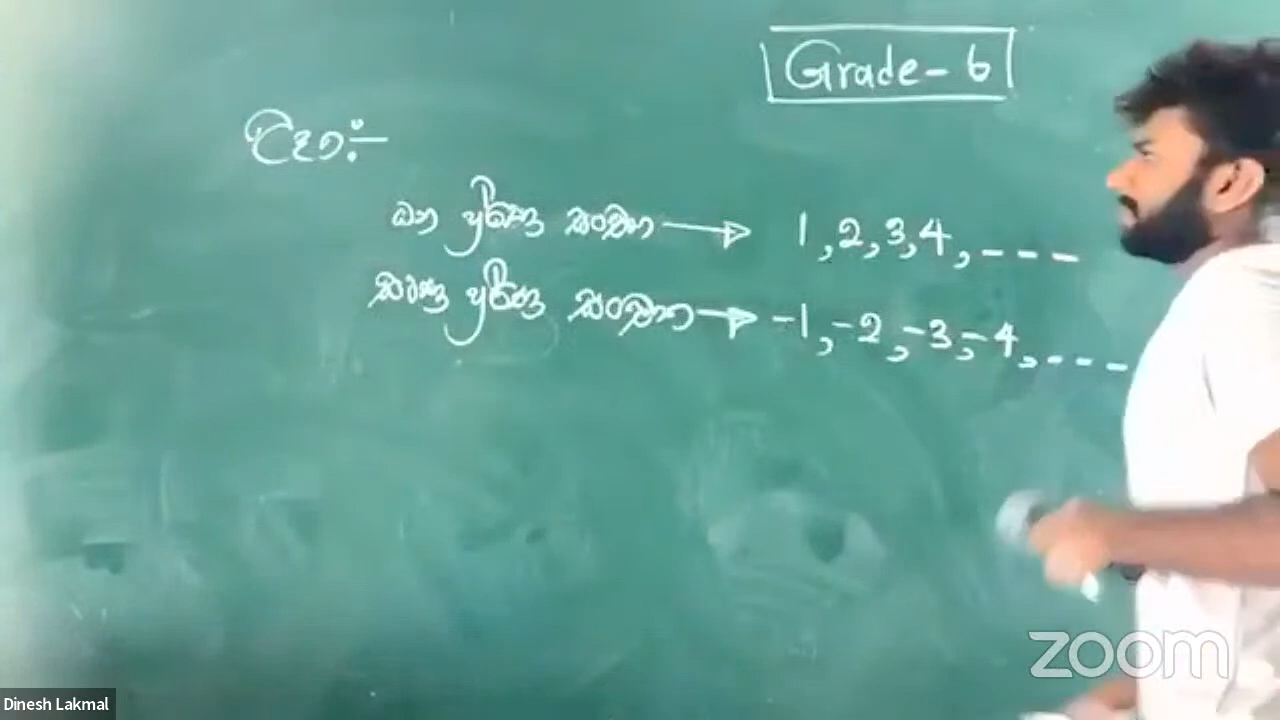 Grade - 6
උදා:-
ධන පූර්ණ සංඛ්‍යා → 1, 2, 3, 4, - - -
සෘණ පූර්ණ සංඛ්‍යා → -1, -2, -3, -4, - - -
zoom
Dinesh Lakmal